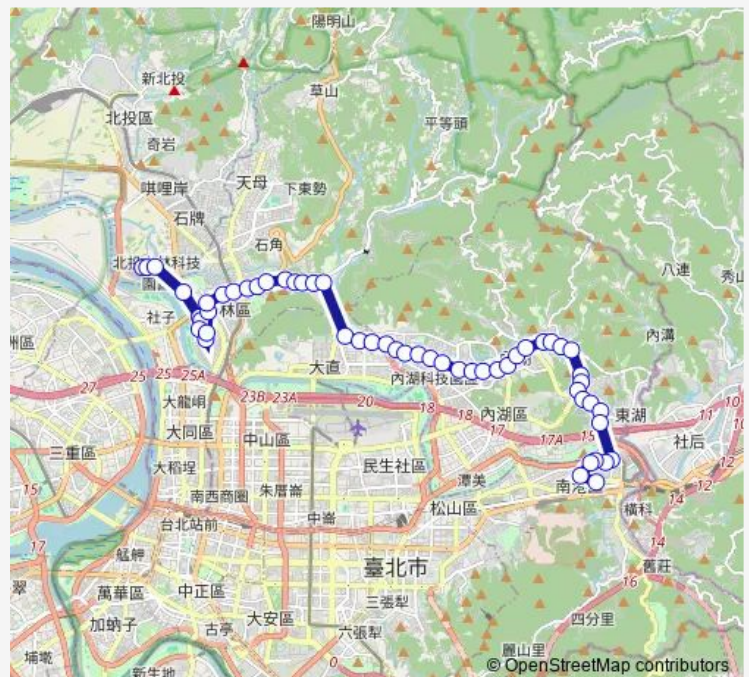 陽明山
新北投
草山
北投區
平等頭
奇岩
唭哩岸
天母
下東勢
石牌
石角
八連
秀山
社子
林區
內溝
洲區
大直
內湖科技園區
27
25
25
25A
大龍峒
23B
23A
20
18
18
17
內湖區
17A
15
東湖
11
10
大同區
中山區
社后
三重區
大稻埕
民生社區
潭美
12
15
南西商圈
朱厝崙
松山區
南港
14
橫科
台北站前
中崙
14
17
艋舺
臺北市
舊莊
16
萬華區
中正區
三張犁
四分里
加蚋子
大安區
古亭
六張犁
麗山里
埔墘
新生地
© OpenStreetMap contributors